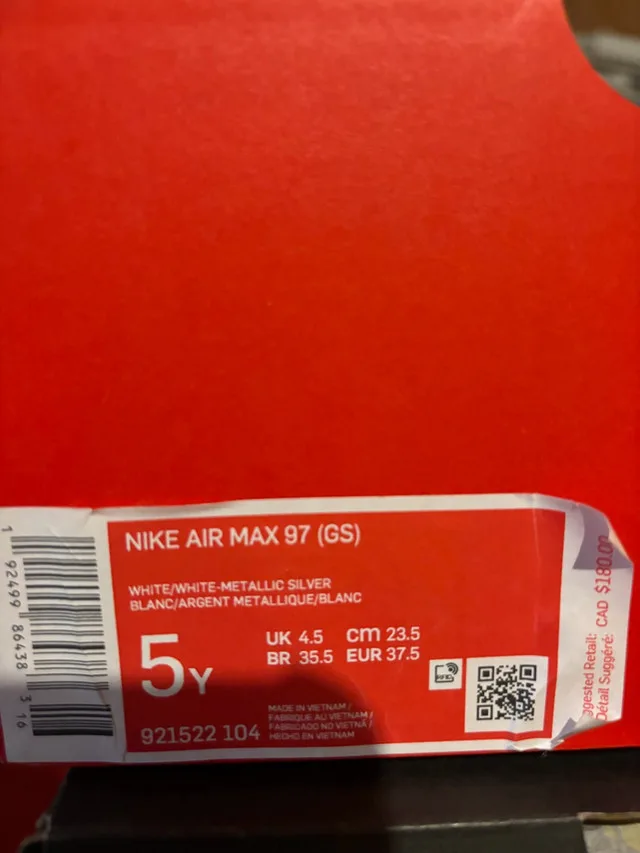 NIKE AIR MAX 97 (GS)
WHITE/WHITE-METALLIC SILVER
BLANC/ARGENT METALLIQUE/BLANC
5Y
UK 4.5 cm 23.5
BR 35.5 EUR 37.5
921522 104
MADE IN VIETNAM /
FABRIQUE AU VIETNAM /
FABRICADO NO VIETNÃ /
HECHO EN VIETNAM
RFID
1 92499 86438 3 16
ggested Retail:
Détail Suggéré: CAD $180.00